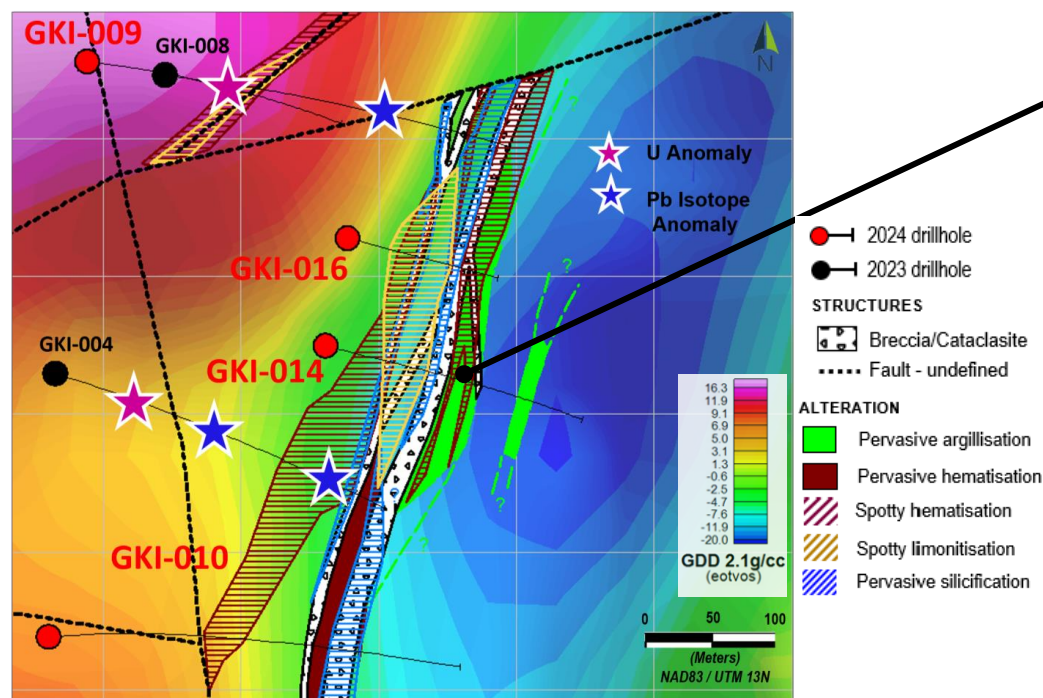 GKI-009
GKI-008
N
?
U Anomaly
Pb Isotope
Anomaly
GKI-016
?
GKI-014
GKI-004
GKI-010
?
?
2024 drillhole
2023 drillhole
STRUCTURES
Breccia/Cataclasite
Fault - undefined
ALTERATION
Pervasive argillisation
Pervasive hematisation
Spotty hematisation
Spotty limonitisation
Pervasive silicification
16.3
11.9
9.1
6.9
5.0
3.1
1.3
-0.6
-2.5
-4.7
-7.6
-11.9
-20.0
GDD 2.1g/cc
(eotvos)
0 50 100
(Meters)
NAD83 / UTM 13N